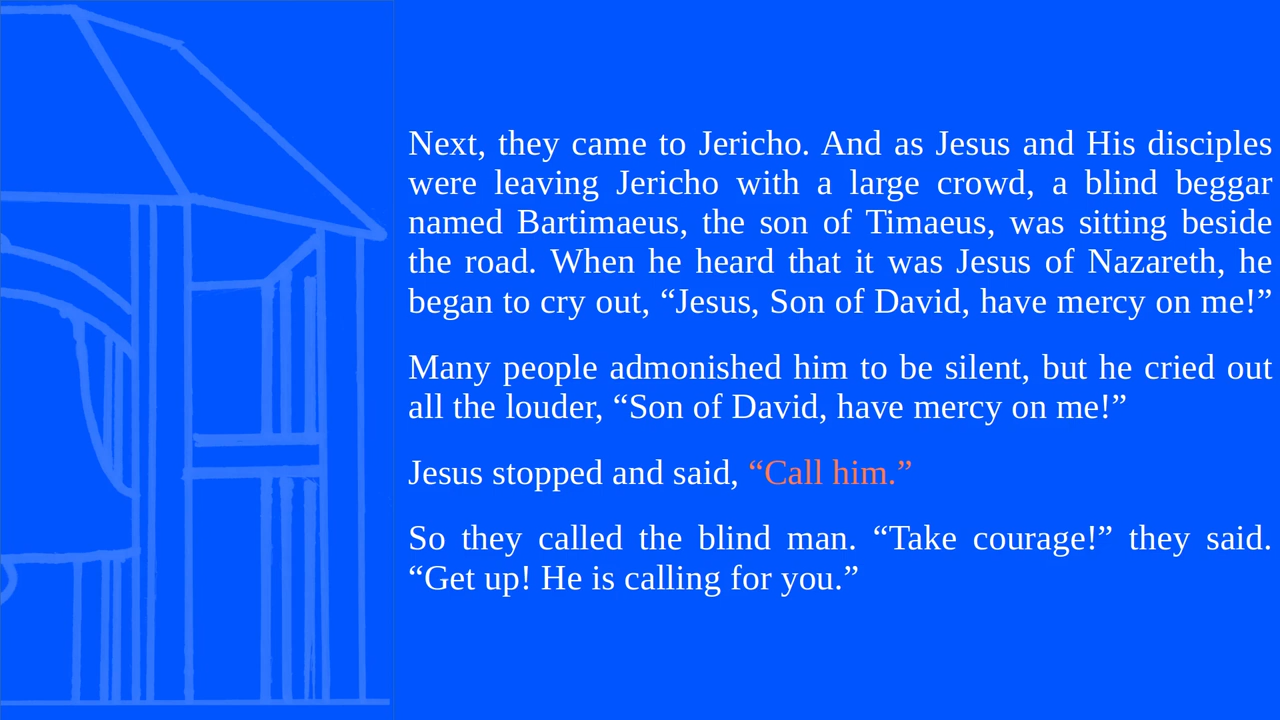 Next, they came to Jericho. And as Jesus and His disciples
were leaving Jericho with a large crowd, a blind beggar
named Bartimaeus, the son of Timaeus, was sitting beside
the road. When he heard that it was Jesus of Nazareth, he
began to cry out, “Jesus, Son of David, have mercy on me!”
Many people admonished him to be silent, but he cried out
all the louder, “Son of David, have mercy on me!”
Jesus stopped and said, “Call him.”
So they called the blind man. “Take courage!” they said.
“Get up! He is calling for you.”